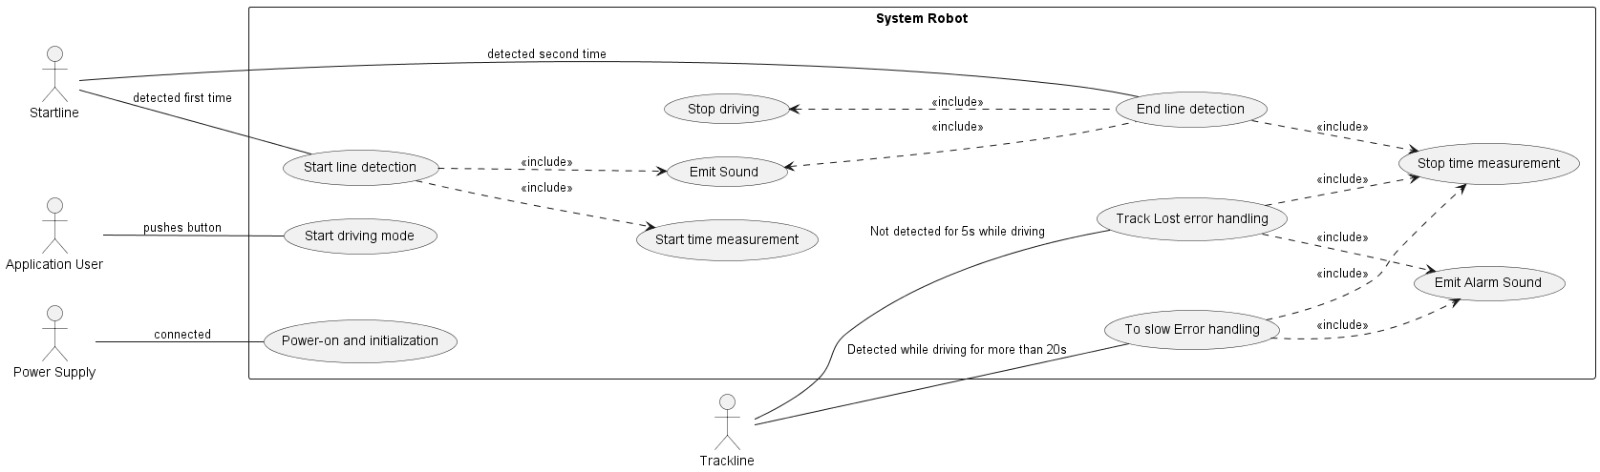 System Robot
detected second time
Startline
detected first time
Stop driving
«include»
End line detection
«include»
«include»
Start line detection
«include»
Emit Sound
Stop time measurement
«include»
«include»
Application User
pushes button
Start driving mode
Start time measurement
Not detected for 5s while driving
Track Lost error handling
«include»
«include»
Emit Alarm Sound
Power Supply
connected
Power-on and initialization
Detected while driving for more than 20s
To slow Error handling
«include»
Trackline